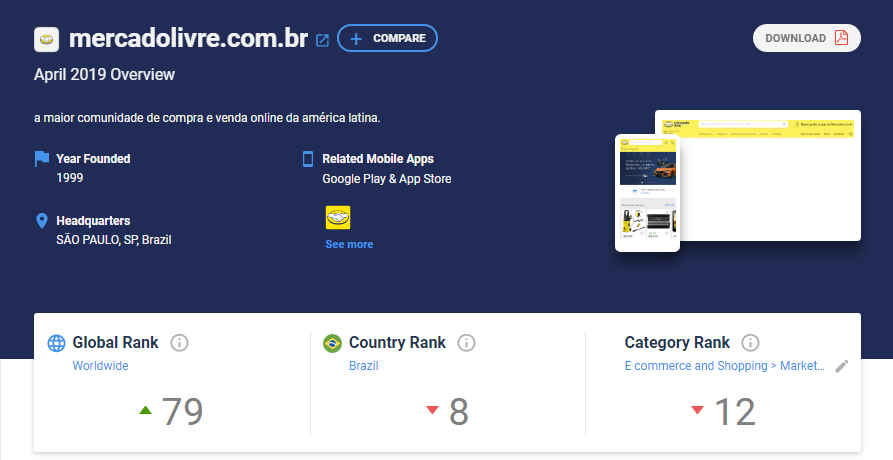 mercadolivre.com.br
+ COMPARE
DOWNLOAD
April 2019 Overview
a maior comunidade de compra e venda online da américa latina.
Year Founded
1999
Related Mobile Apps
Google Play & App Store
Headquarters
SÃO PAULO, SP, Brazil
See more
mercado
livre
Global Rank
Worldwide
79
Country Rank
Brazil
8
Category Rank
E commerce and Shopping > Market...
12